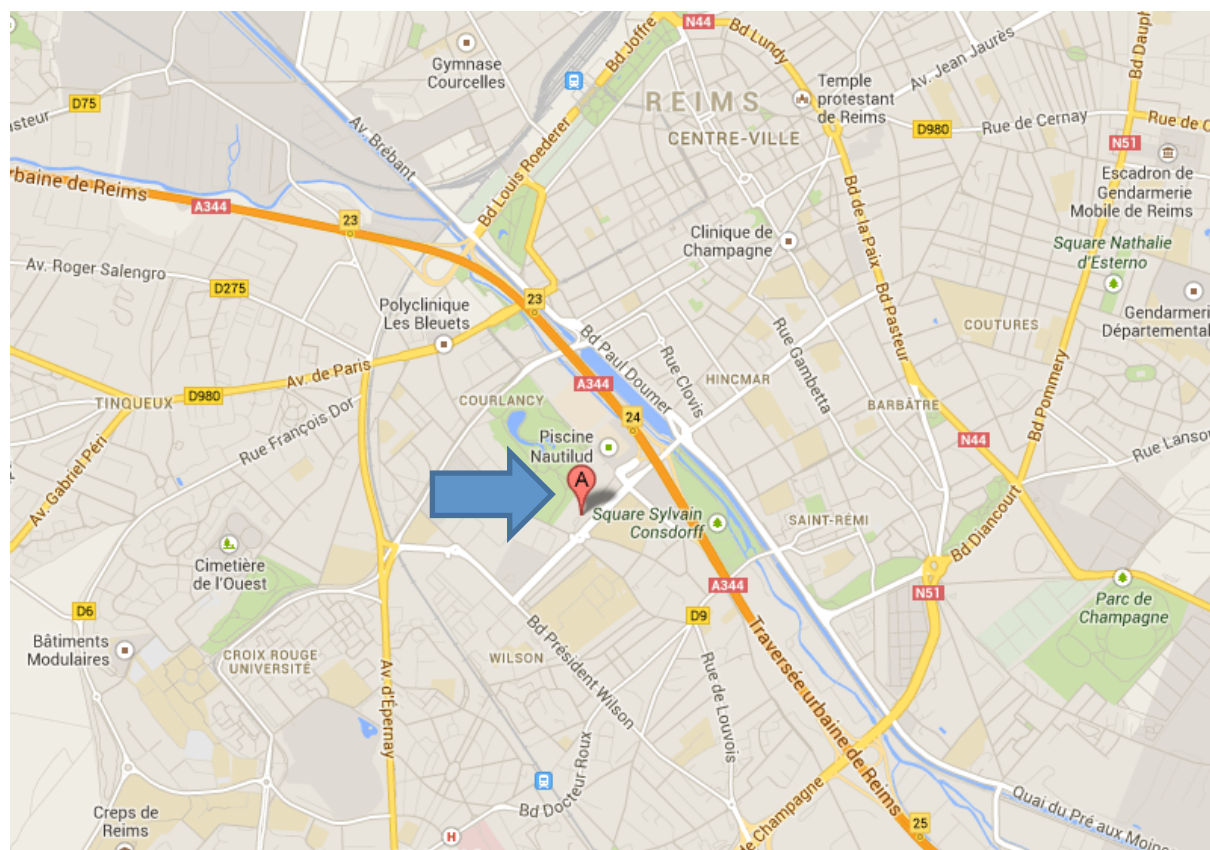 N44
Bd Lundy
Bd Joffre
Av. Jean Jaurès
Bd Dauph
Gymnase
Courcelles
Temple
protestant
de Reims
REIMS
CENTRE-VILLE
D75
asteur
Av. Brébant
D980
Rue de Cernay
Rue de C
N51
Escadron de
Gendarmerie
Mobile de Reims
Bd Louis Roederer
rbaine de Reims
A344
23
Bd de la Paix
Clinique de
Champagne
Square Nathalie
d'Esterno
Av. Roger Salengro
D275
Polyclinique
Les Bleuets
23
Bd Pasteur
Gendarmeri
Départemental
COUTURES
Bd Paul Doumer
Rue Clovis
Rue Gambetta
HINCMAR
Av. de Paris
D980
TINQUEUX
A344
COURLANCY
BARBÂTRE
Bd Pommery
24
Rue François Dor
Piscine
Nautilud
N44
Rue Lanson
Av. Gabriel Péri
A
Square Sylvain
Consdorff
SAINT-RÉMI
Bd Diancourt
Cimetière
de l'Ouest
A344
N51
Parc de
Champagne
D6
D9
Bâtiments
Modulaires
CROIX ROUGE
UNIVERSITÉ
WILSON
Bd Président Wilson
Av d'Épernay
Rue de Louvois
Traversée urbaine de Reims
Bd Docteur Roux
Creps de
Reims
H
de Champagne
25
Quai du Pré aux Moine